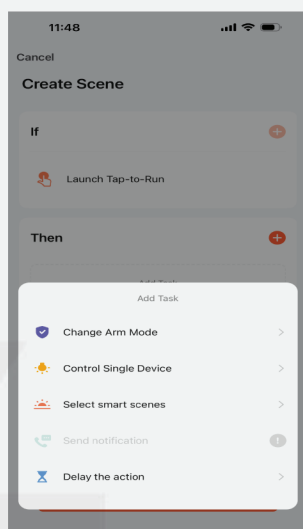 11:48
Cancel
Create Scene
If
Launch Tap-to-Run
Then
Add Task
Add Task
Change Arm Mode
Control Single Device
Select smart scenes
Send notification
Delay the action